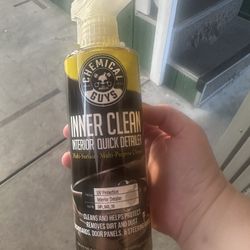 CHEMICAL
GUYS
INNER CLEAN
INTERIOR QUICK DETAILER
Multi-Surface Multi-Purpose
UV Protection
Interior Detailer
CLEANS AND HELPS PROTECT
REMOVES DIRT AND DUST
DOOR PANELS, & STEERING